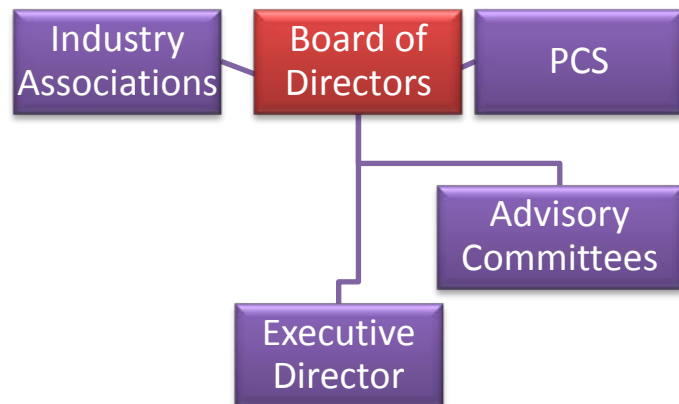 Industry
Associations
Board of
Directors
PCS
Advisory
Committees
Executive
Director